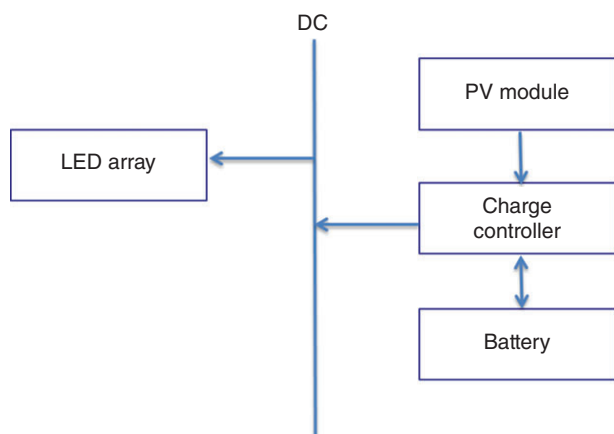 DC
PV module
LED array
Charge
controller
Battery